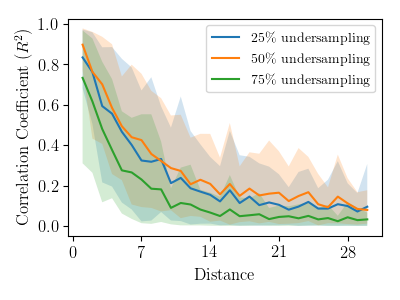 Correlation Coefficient (R²)
1.0
0.8
0.6
0.4
0.2
0.0
25% undersampling
50% undersampling
75% undersampling
0 7 14 21 28
Distance